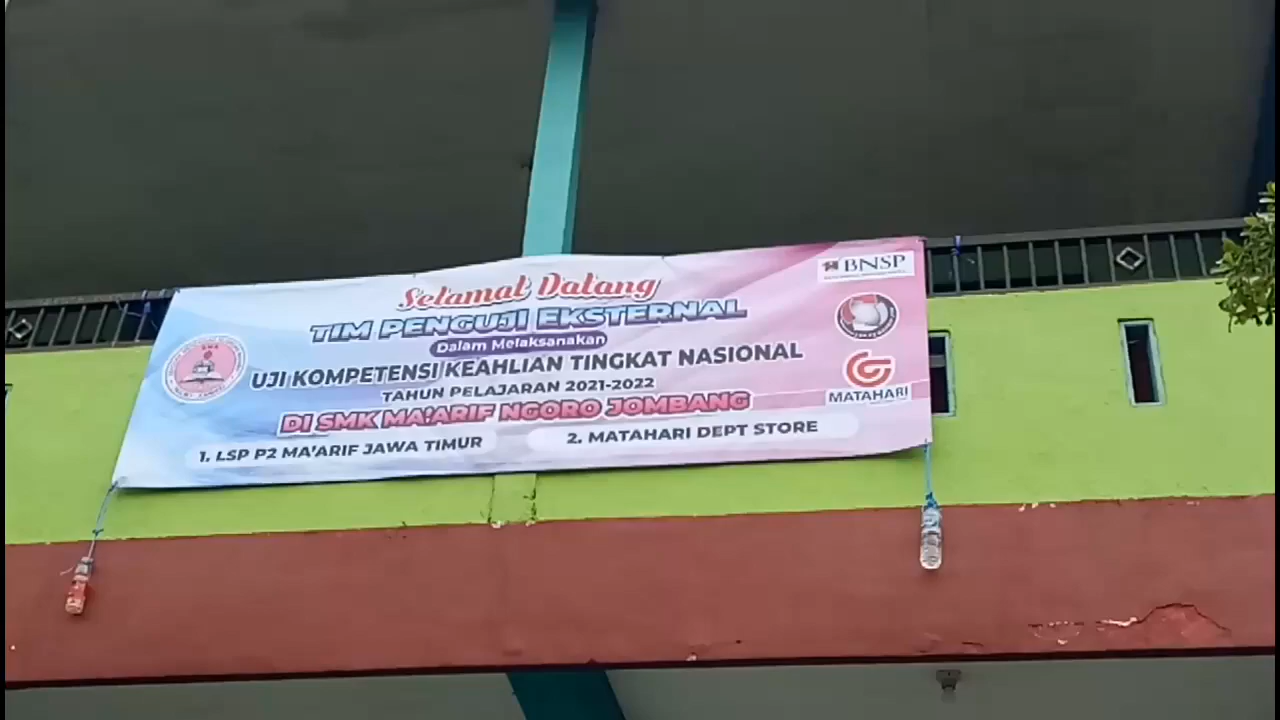 Selamat Datang
TIM PENGUJI EKSTERNAL
Dalam Melaksanakan
UJI KOMPETENSI KEAHLIAN TINGKAT NASIONAL
TAHUN PELAJARAN 2021-2022
DI SMK MA'ARIF NGORO JOMBANG
1. LSP P2 MA'ARIF JAWA TIMUR
2. MATAHARI DEPT STORE
BNSP
MATAHARI